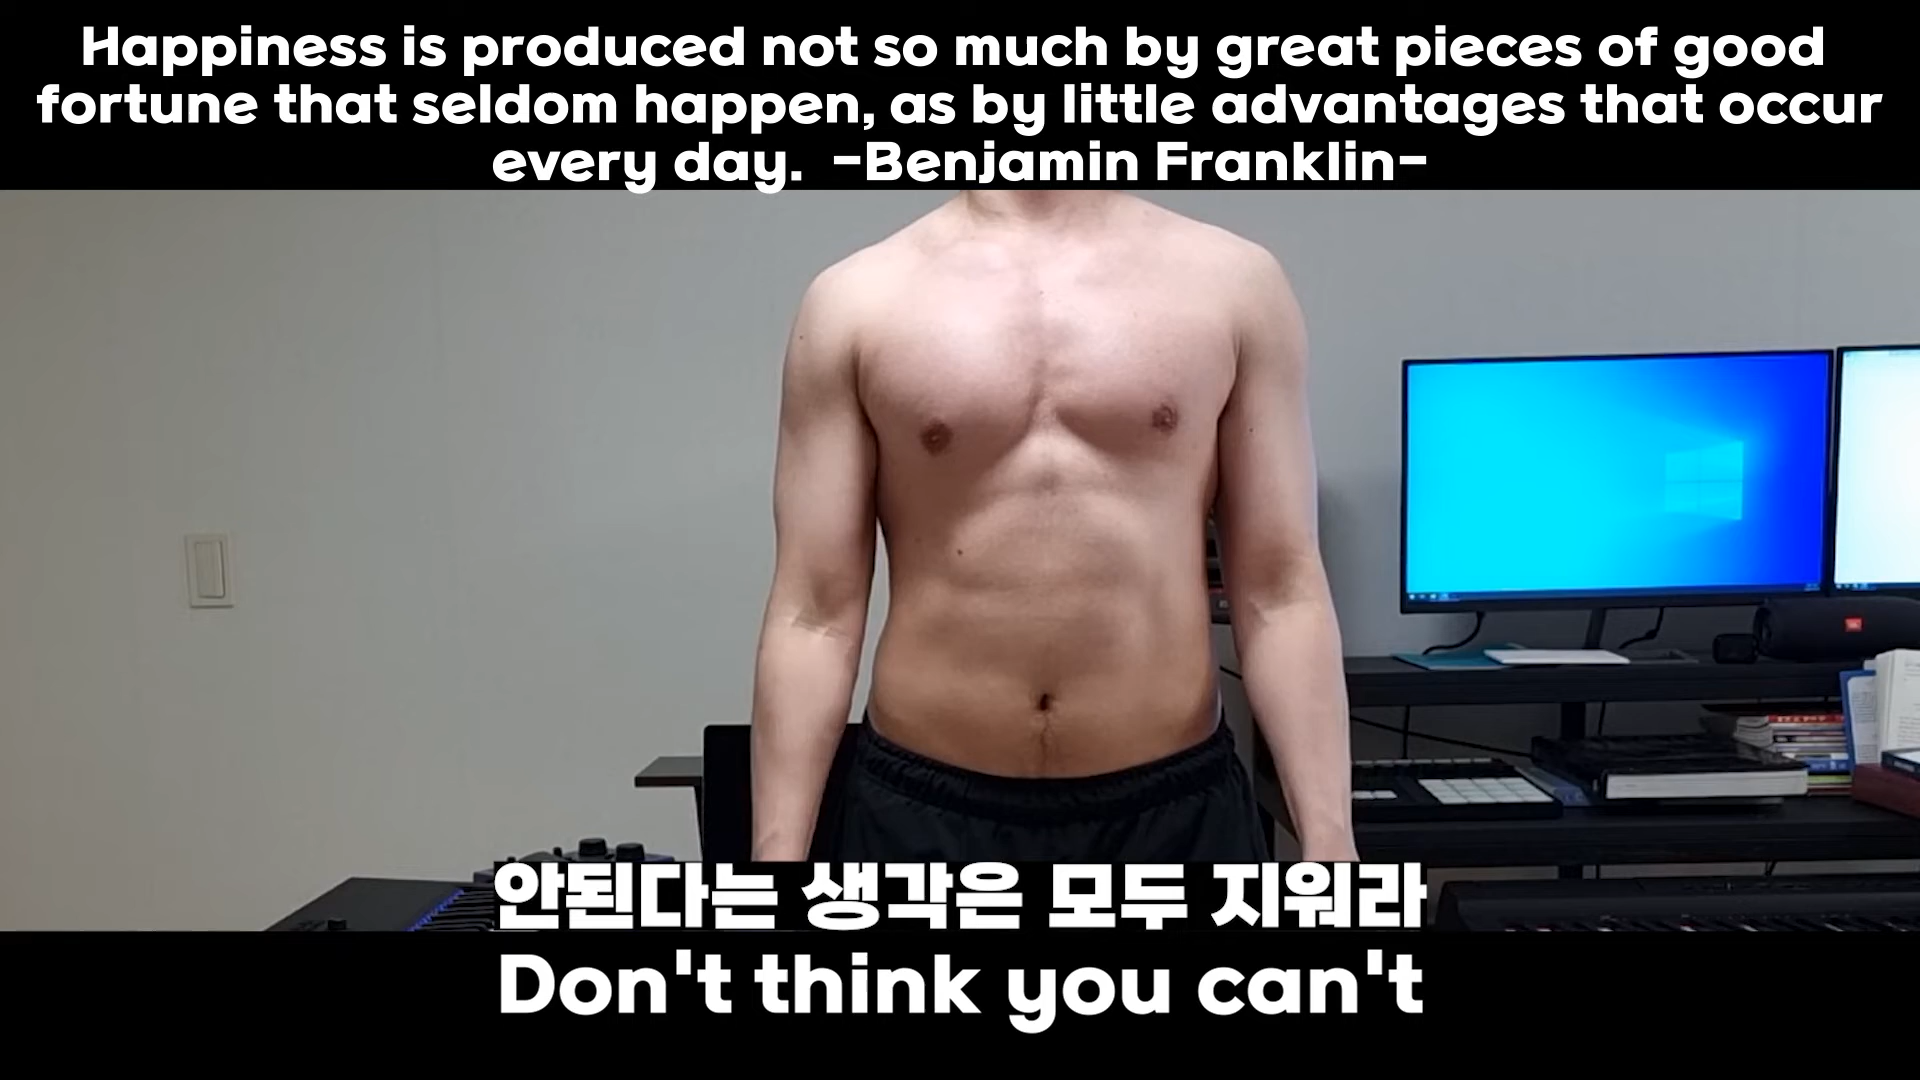 Happiness is produced not so much by great pieces of good
fortune that seldom happen, as by little advantages that occur
every day. -Benjamin Franklin-
JBL
안된다는 생각은 모두 지워라
Don't think you can't